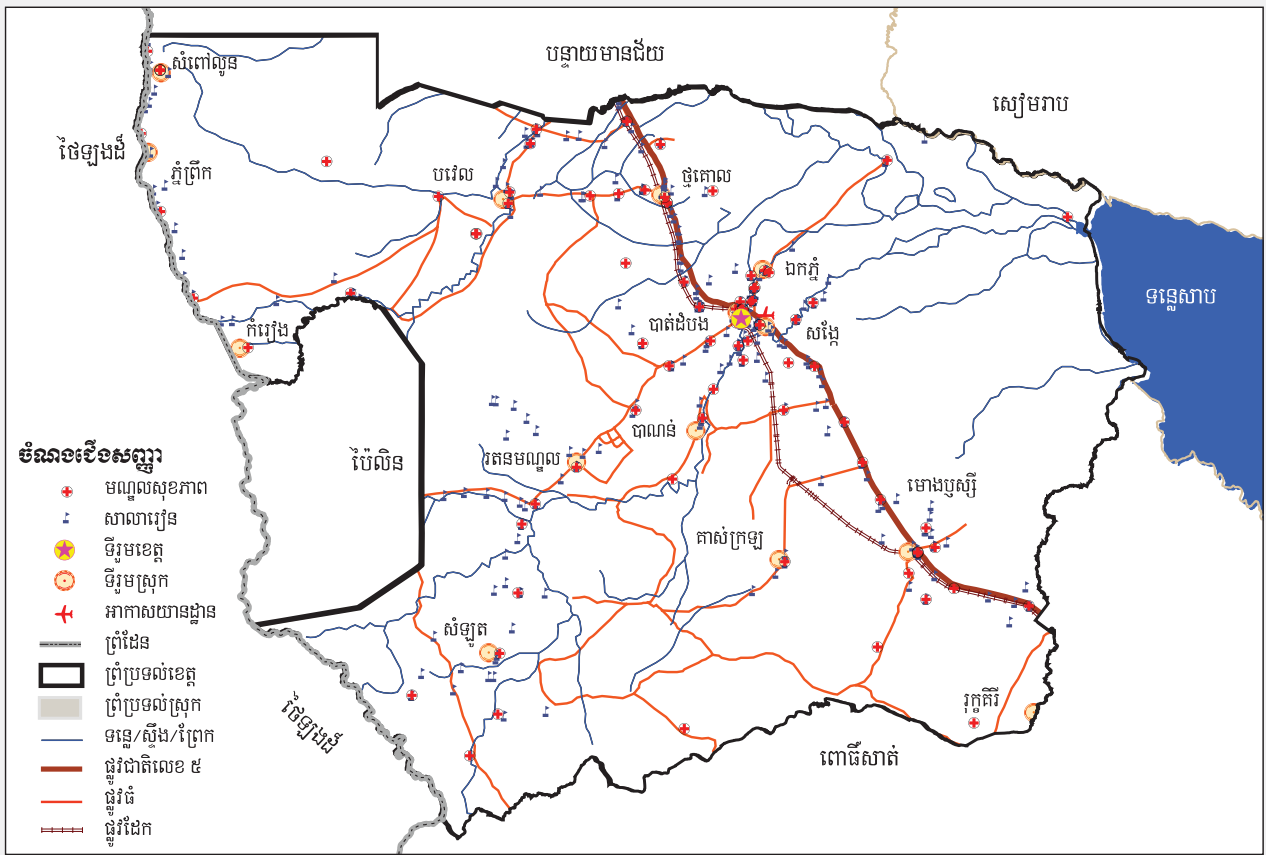 បន្ទាយមានជ័យ
សំពៅលូន
សៀមរាប
ថៃឡងដ៏
ភ្នំព្រឹក
បវេល
ថ្មគោល
ឯកភ្នំ
ទន្លេសាប
បាត់ដំបង
សង្កែ
កំរៀង
បាណន់
រតនមណ្ឌល
ប៉ៃលិន
មោងឫស្សី
គាស់ក្រឡ
សំឡូត
រុក្ខគិរី
ថៃឡងដ៏
ពោធិ៍សាត់
ចំណងជើងសញ្ញា
មណ្ឌលសុខភាព
សាលារៀន
ទីរួមខេត្ត
ទីរួមស្រុក
អាកាសយានដ្ឋាន
ព្រំដែន
ព្រំប្រទល់ខេត្ត
ព្រំប្រទល់ស្រុក
ទន្លេ/ស្ទឹង/ព្រែក
ផ្លូវជាតិលេខ ៥
ផ្លូវធំ
ផ្លូវដែក